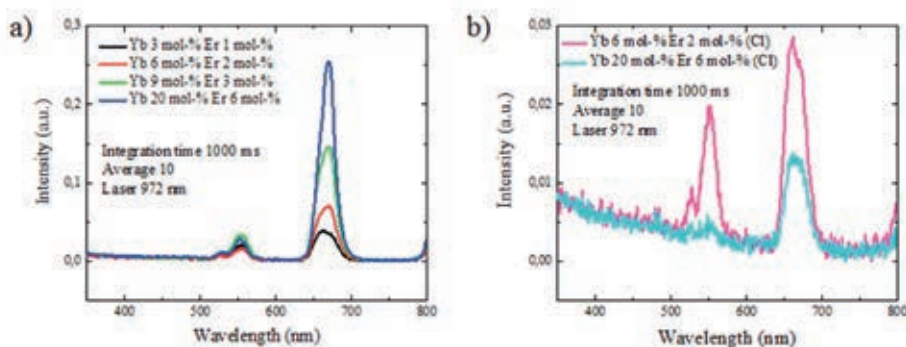 a)
Yb 3 mol-% Er 1 mol-%
Yb 6 mol-% Er 2 mol-%
Yb 9 mol-% Er 3 mol-%
Yb 20 mol-% Er 6 mol-%
Integration time 1000 ms
Average 10
Laser 972 nm
Intensity (a.u.)
0,3
0,2
0,1
0,0
400 500 600 700 800
Wavelength (nm)
b)
Yb 6 mol-% Er 2 mol-% (Cl)
Yb 20 mol-% Er 6 mol-% (Cl)
Integration time 1000 ms
Average 10
Laser 972 nm
Intensity (a.u.)
0,03
0,02
0,01
0,00
400 500 600 700 800
Wavelength (nm)